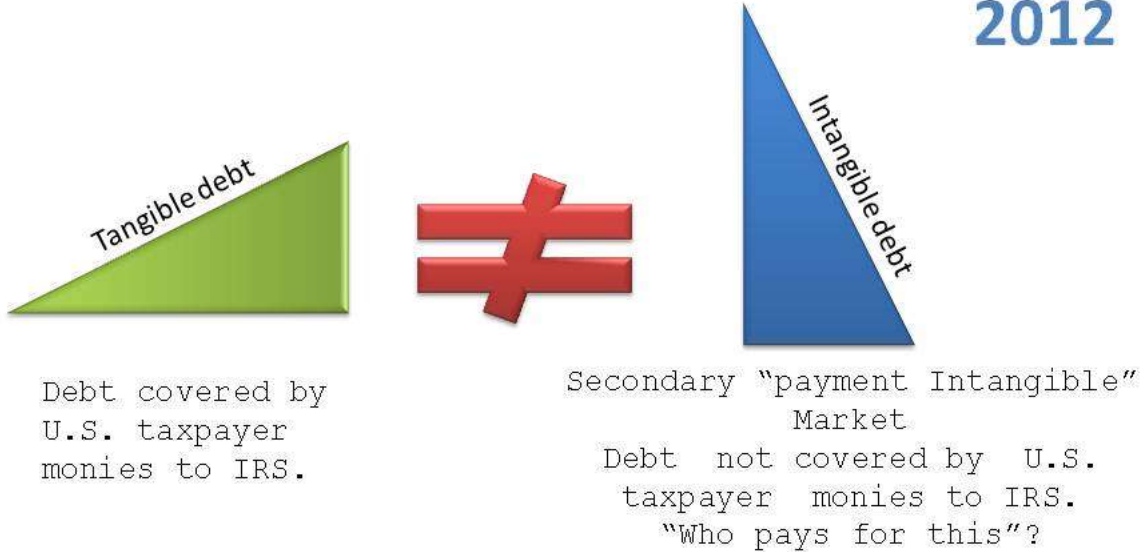 2012
Tangible debt
Intangible debt
Debt covered by
U.S. taxpayer
monies to IRS.
Secondary “payment Intangible”
Market
Debt not covered by U.S.
taxpayer monies to IRS.
“Who pays for this”?